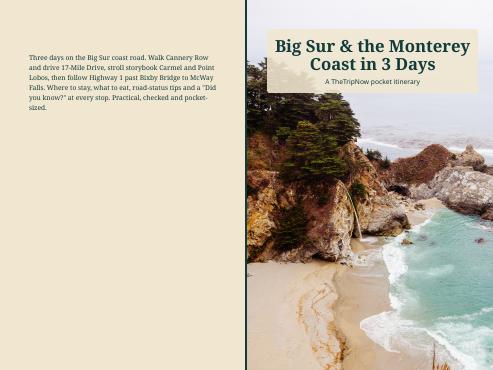 Three days on the Big Sur coast road. Walk Cannery Row
and drive 17-Mile Drive, stroll storybook Carmel and Point
Lobos, then follow Highway 1 past Bixby Bridge to McWay
Falls. Where to stay, what to eat, road-status tips and a "Did
you know?" at every stop. Practical, checked and pocket-
sized.
Big Sur & the Monterey
Coast in 3 Days
A TheTripNow pocket itinerary